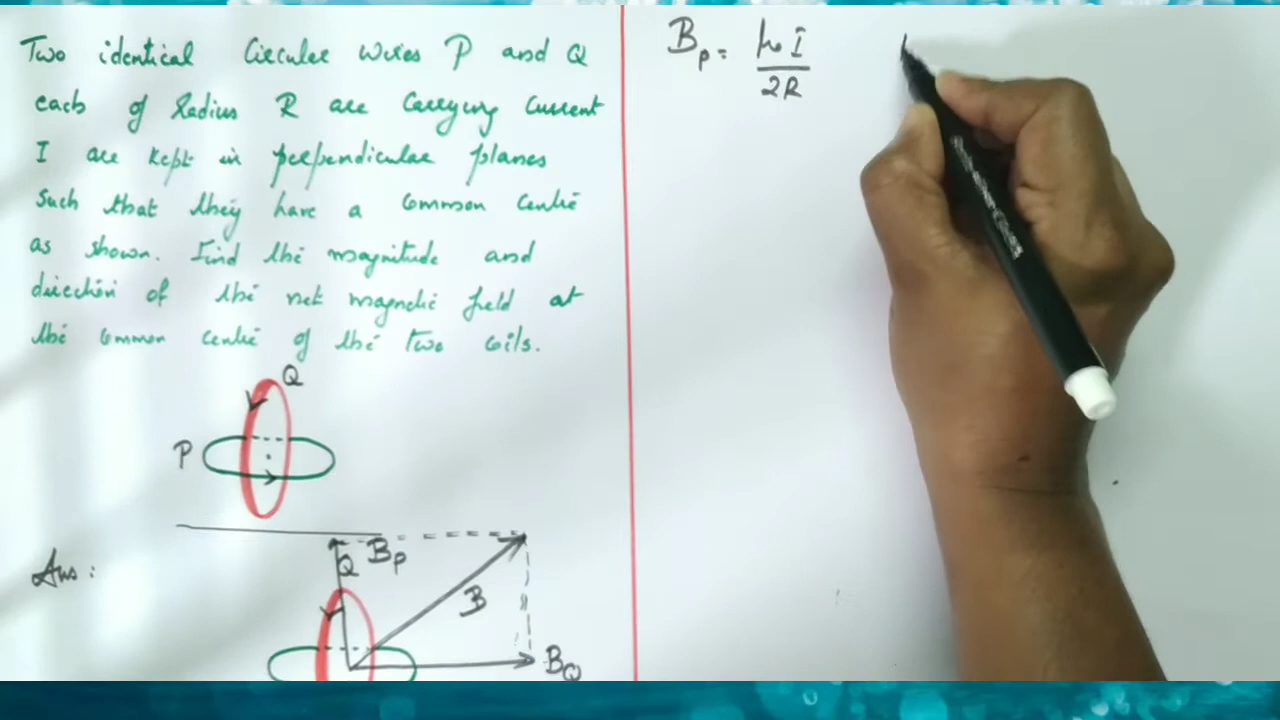 Two identical Circular wires P and Q
each of Radius R are Carrying Current
I are kept in perpendicular planes
Such that they have a Common Centre
as shown. Find the magnitude and
direction of the net magnetic field at
the Common Centre of the two Coils.
Q
P
Ans:
Q Bp
B
BQ
Bp = μ₀I
2R